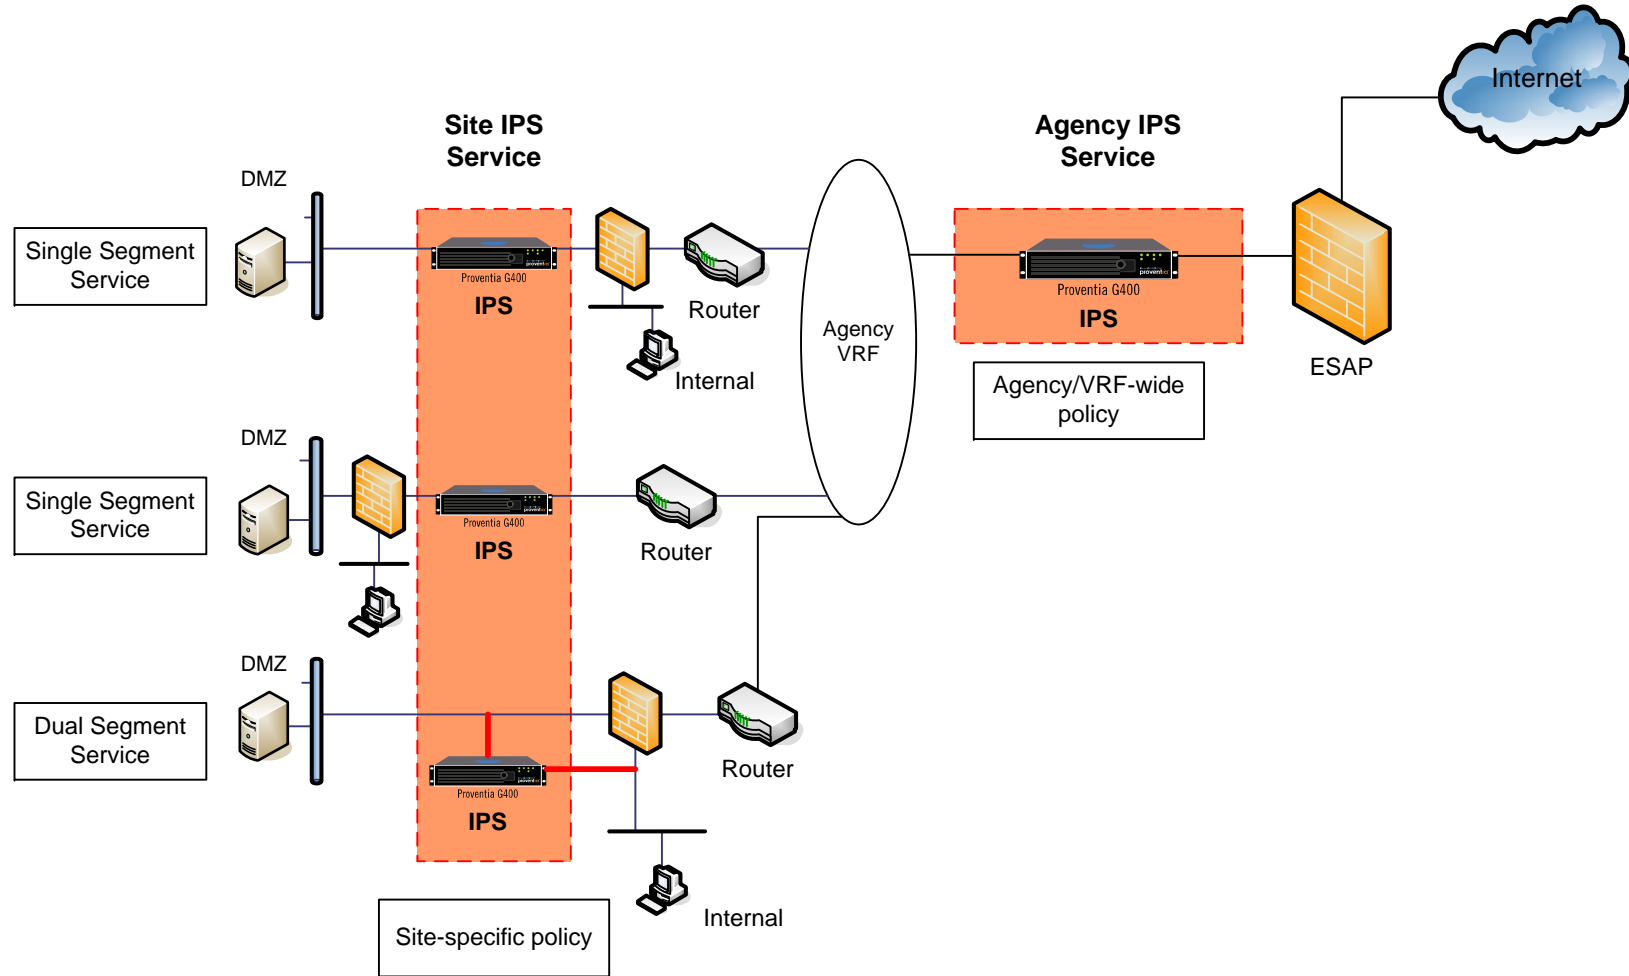 Internet
Site IPS
Service
Agency IPS
Service
DMZ
Single Segment
Service
Proventia G400
IPS
Router
Internal
Agency
VRF
proventia
Proventia G400
IPS
ESAP
Agency/VRF-wide
policy
DMZ
Single Segment
Service
Proventia G400
IPS
Router
DMZ
Dual Segment
Service
Proventia G400
IPS
Router
Internal
Site-specific policy